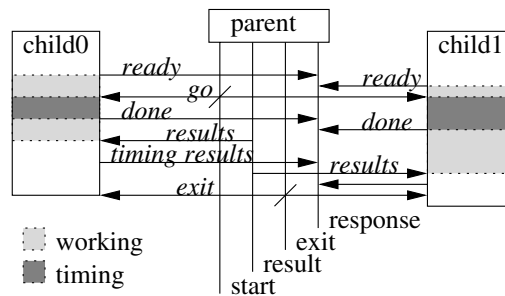 parent
child0
child1
ready
ready
go
done
done
results
timing results
results
exit
response
exit
result
start
working
timing